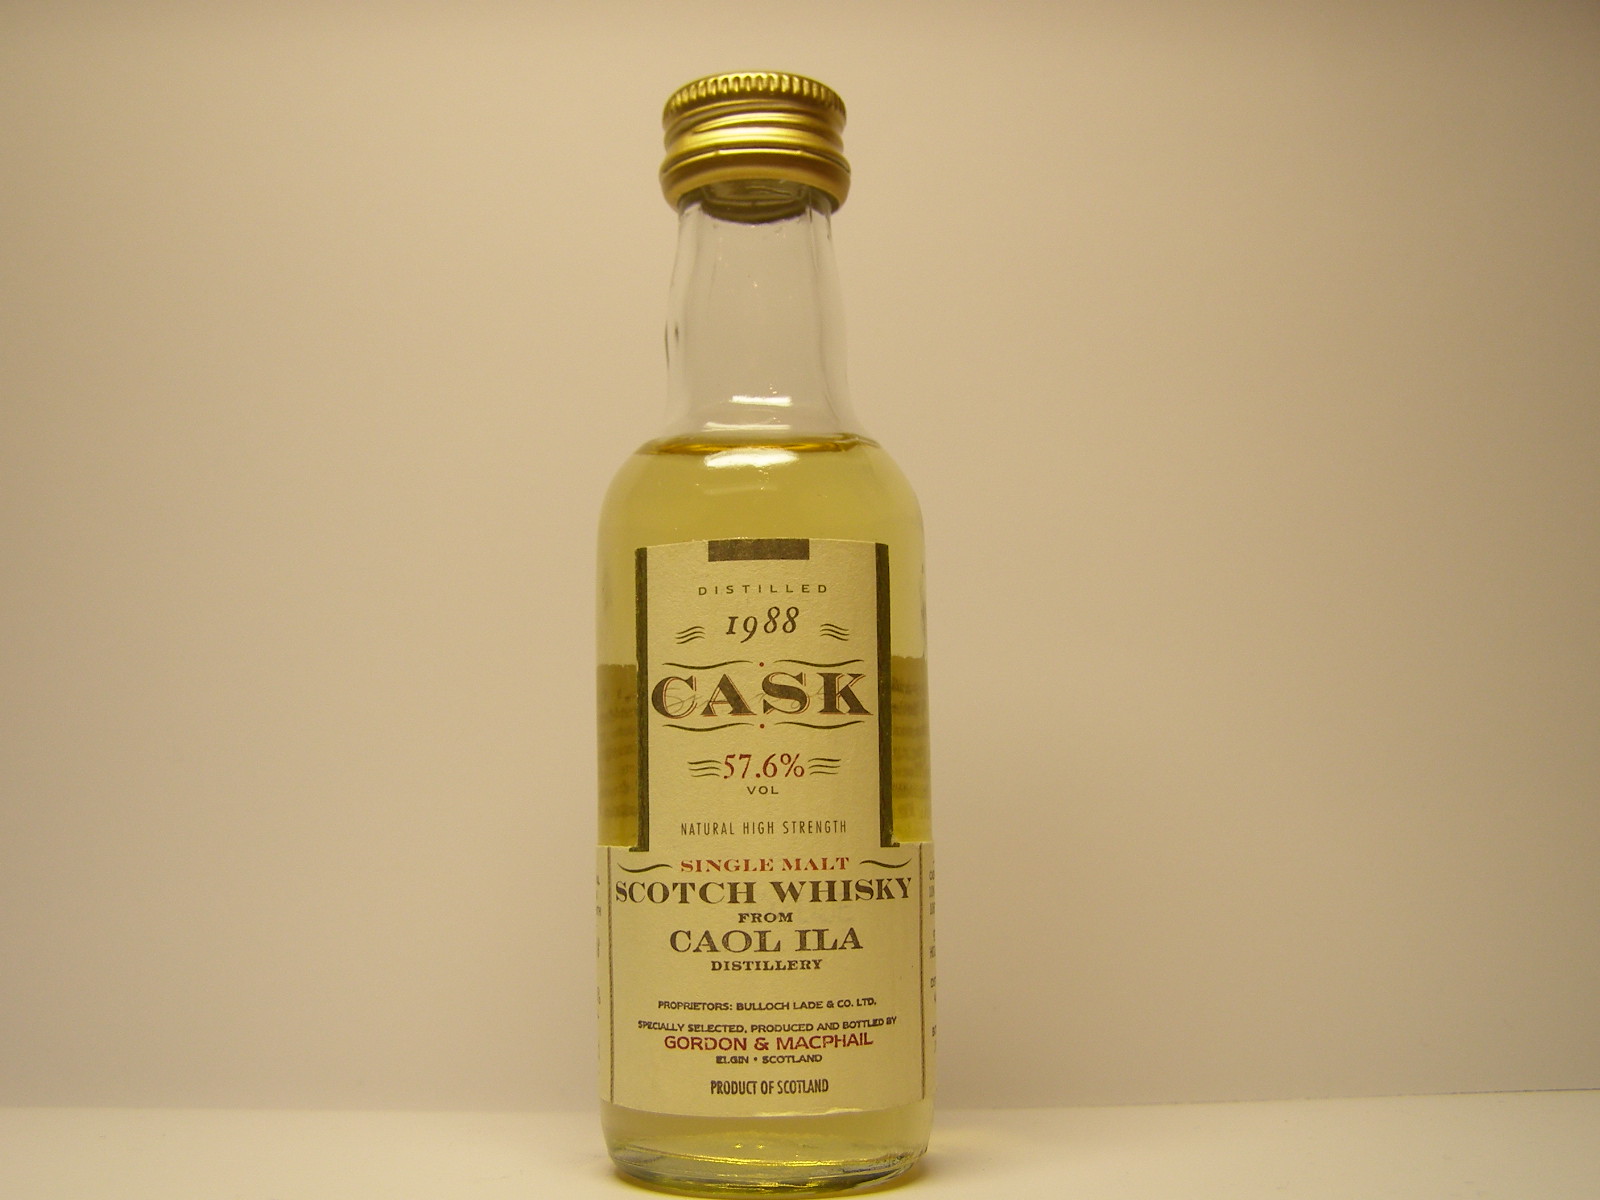 DISTILLED
1988
CASK
57.6%
VOL
NATURAL HIGH STRENGTH
SINGLE MALT
SCOTCH WHISKY
FROM
CAOL ILA
DISTILLERY
PROPRIETORS: BULLOCH LADE & CO. LTD.
SPECIALLY SELECTED, PRODUCED AND BOTTLED BY
GORDON & MACPHAIL
ELGIN • SCOTLAND
PRODUCT OF SCOTLAND